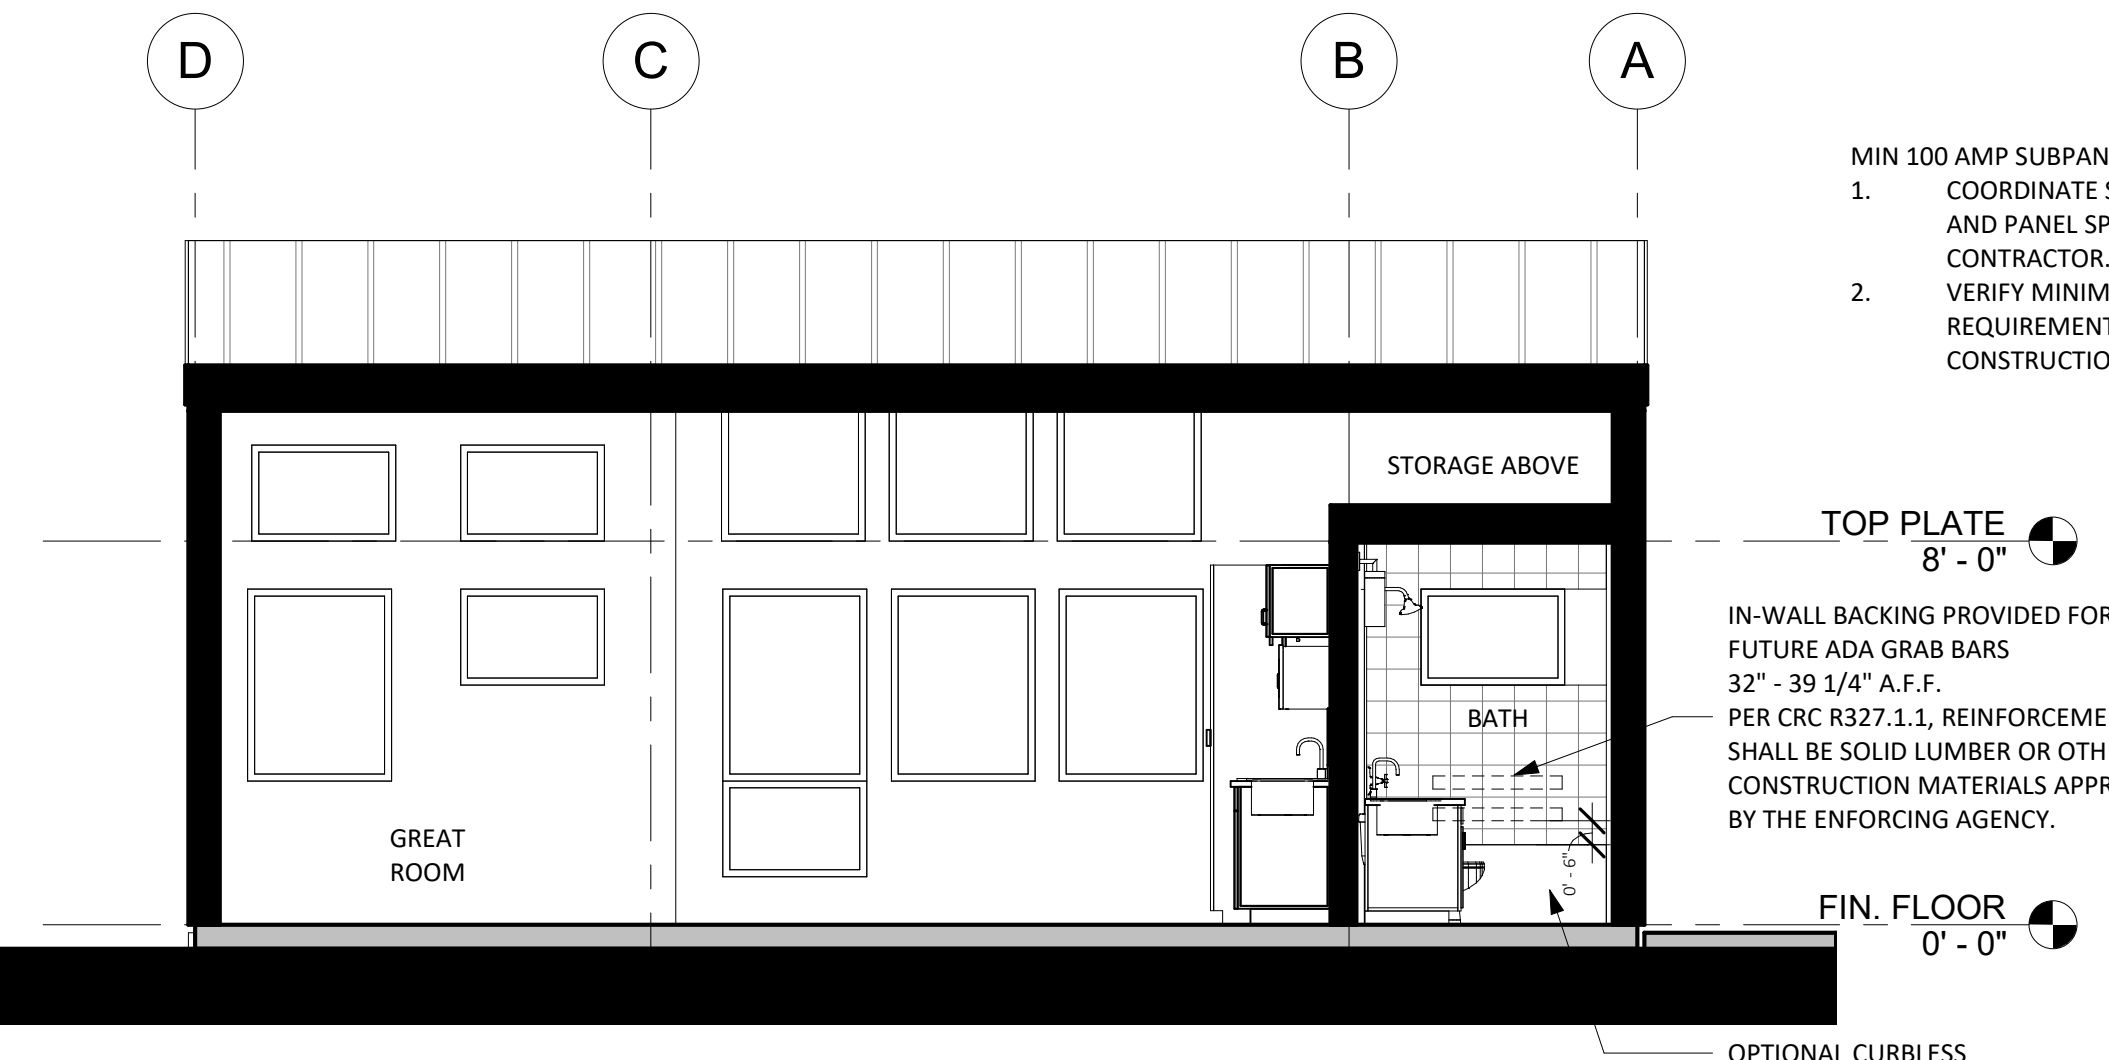 D
C
B
A
MIN 100 AMP SUBPAN
1. COORDINATE S
AND PANEL SP
CONTRACTOR.
2. VERIFY MINIM
REQUIREMENT
CONSTRUCTIO
STORAGE ABOVE
TOP PLATE
8' - 0"
IN-WALL BACKING PROVIDED FOR
FUTURE ADA GRAB BARS
32" - 39 1/4" A.F.F.
PER CRC R327.1.1, REINFORCEME
SHALL BE SOLID LUMBER OR OTH
CONSTRUCTION MATERIALS APPR
BY THE ENFORCING AGENCY.
BATH
GREAT
ROOM
0' - 6"
FIN. FLOOR
0' - 0"
OPTIONAL CURBLESS